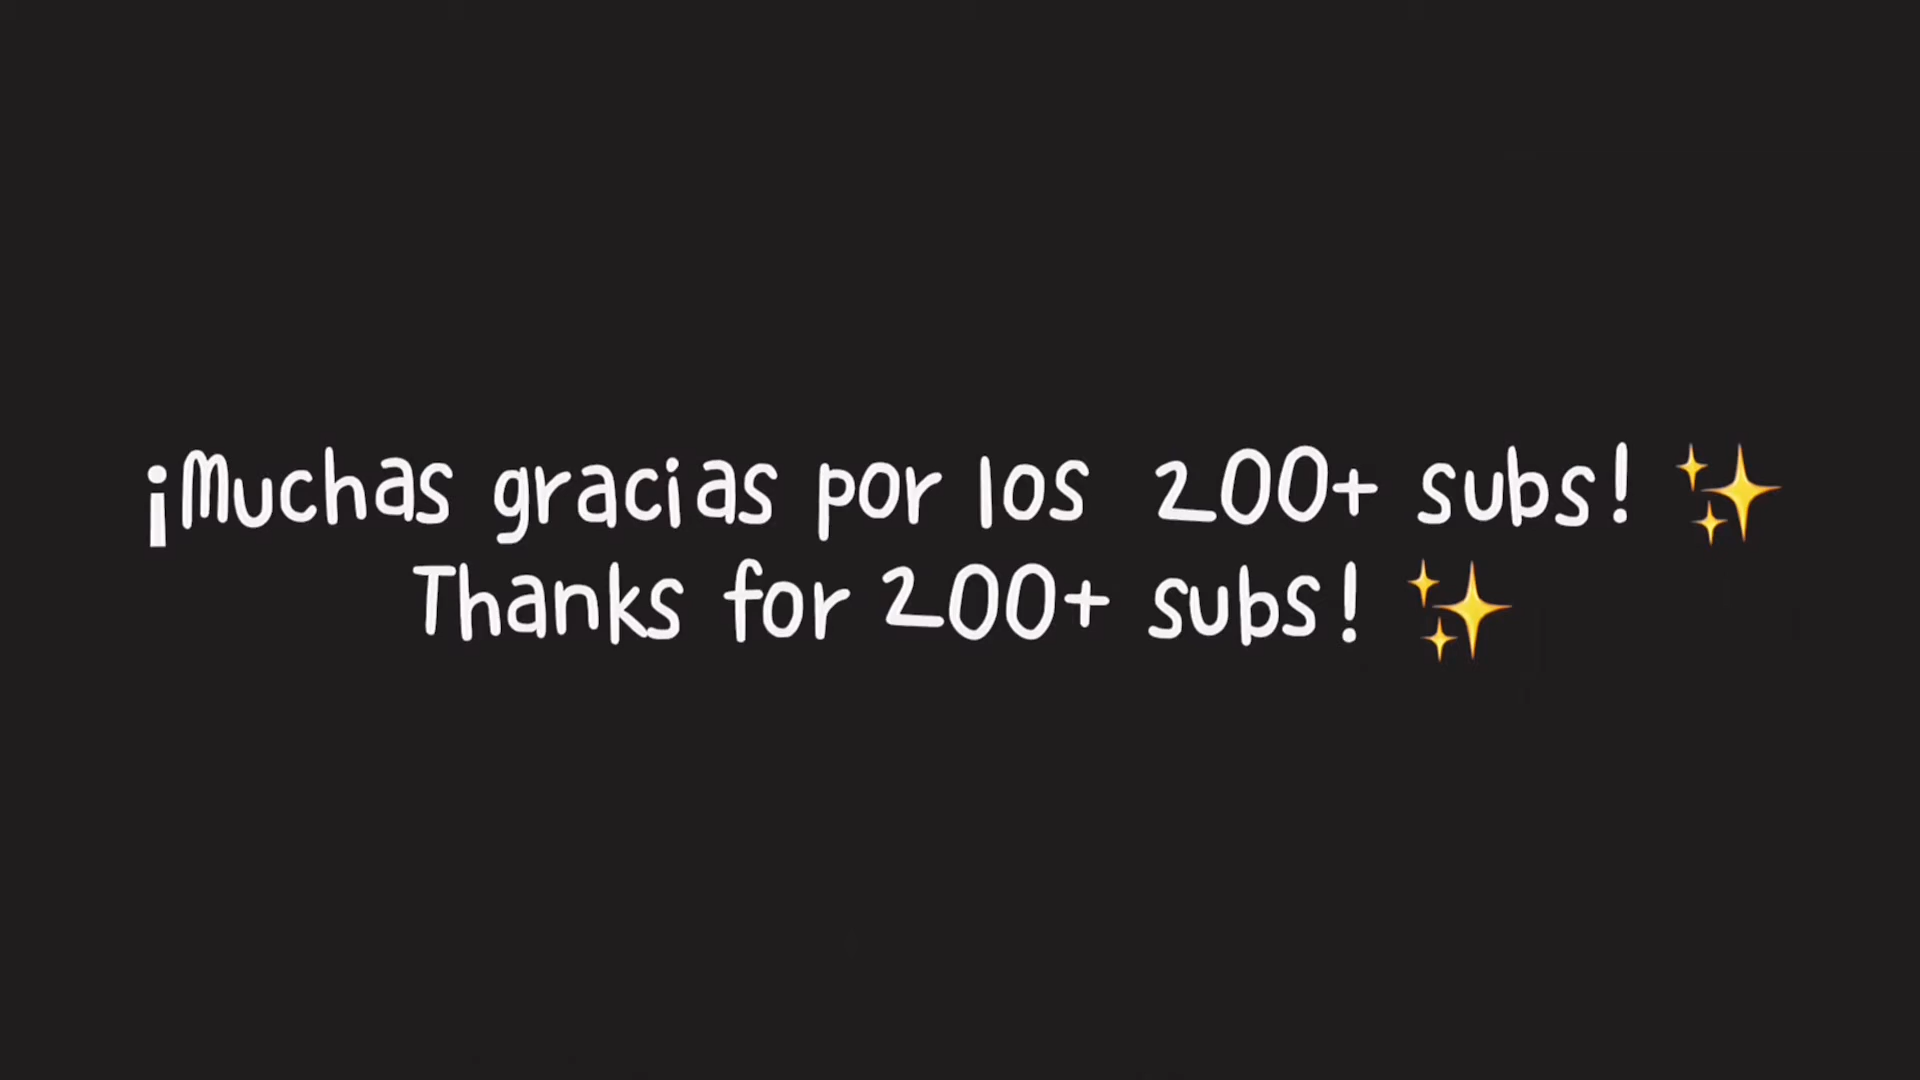 ¡Muchas gracias por los 200+ subs! ✨
Thanks for 200+ subs! ✨